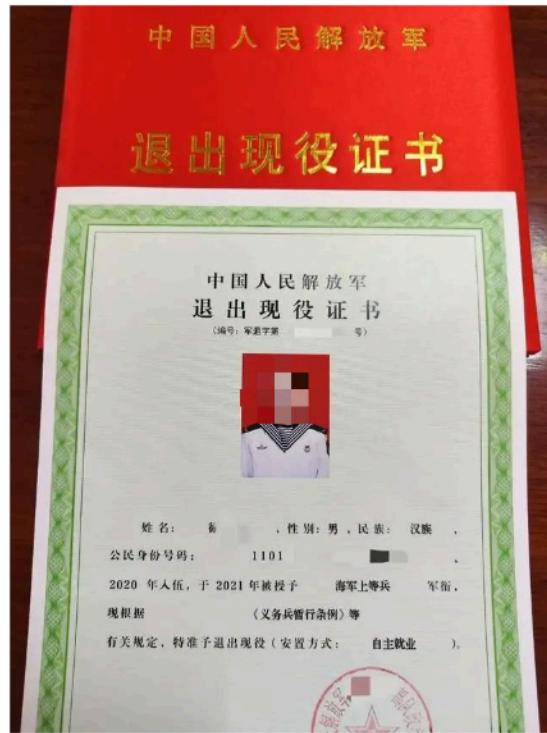 中国人民解放军
退出现役证书
中国人民解放军
退出现役证书
(编号：军退字第 号)
姓名： ，性别：男，民族： 汉族 ，
公民身份号码： 1101 ，
2020 年入伍，于 2021 年被授予 海军上等兵 军衔，
现根据 《义务兵暂行条例》等
有关规定，特准予退出现役（安置方式： 自主就业 ）。